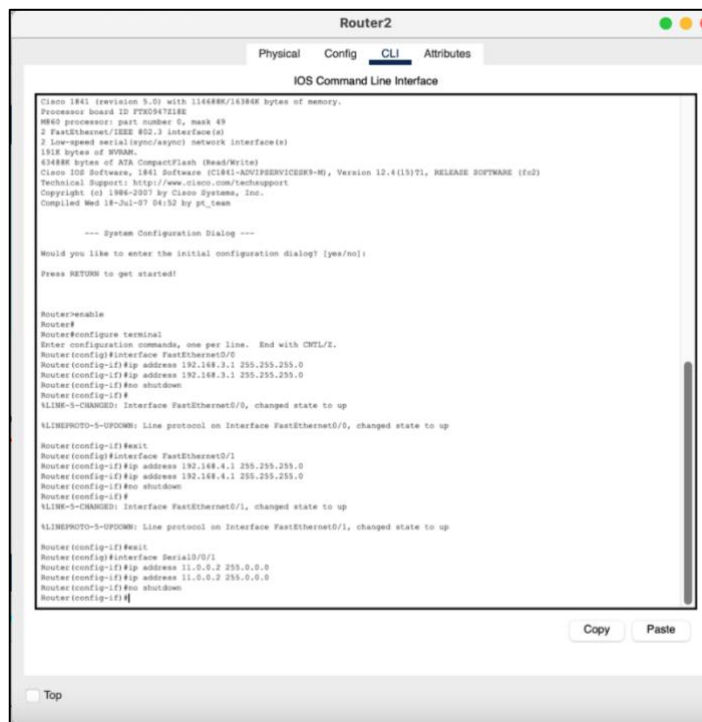 Router2
Physical Config CLI Attributes
IOS Command Line Interface
Cisco 1841 (revision 5.0) with 114688K/16384K bytes of memory.
Processor board ID FTX0947Z18E
M860 processor: part number 0, mask 49
2 FastEthernet/IEEE 802.3 interface(s)
2 Low-speed serial(sync/async) network interface(s)
191K bytes of NVRAM.
63488K bytes of ATA CompactFlash (Read/Write)
Cisco IOS Software, 1841 Software (C1841-ADVIPSERVICESK9-M), Version 12.4(15)T1, RELEASE SOFTWARE (fc2)
Technical Support: http://www.cisco.com/techsupport
Copyright (c) 1986-2007 by Cisco Systems, Inc.
Compiled Wed 18-Jul-07 04:52 by pt_team
--- System Configuration Dialog ---
Would you like to enter the initial configuration dialog? [yes/no]:
Press RETURN to get started!
Router>enable
Router#
Router#configure terminal
Enter configuration commands, one per line. End with CNTL/Z.
Router(config)#interface FastEthernet0/0
Router(config-if)#ip address 192.168.3.1 255.255.255.0
Router(config-if)#ip address 192.168.3.1 255.255.255.0
Router(config-if)#no shutdown
Router(config-if)#
%LINK-5-CHANGED: Interface FastEthernet0/0, changed state to up
%LINEPROTO-5-UPDOWN: Line protocol on Interface FastEthernet0/0, changed state to up
Router(config-if)#exit
Router(config)#interface FastEthernet0/1
Router(config-if)#ip address 192.168.4.1 255.255.255.0
Router(config-if)#ip address 192.168.4.1 255.255.255.0
Router(config-if)#no shutdown
Router(config-if)#
%LINK-5-CHANGED: Interface FastEthernet0/1, changed state to up
%LINEPROTO-5-UPDOWN: Line protocol on Interface FastEthernet0/1, changed state to up
Router(config-if)#exit
Router(config)#interface Serial0/0/1
Router(config-if)#ip address 11.0.0.2 255.0.0.0
Router(config-if)#ip address 11.0.0.2 255.0.0.0
Router(config-if)#no shutdown
Router(config-if)#
Copy Paste
Top